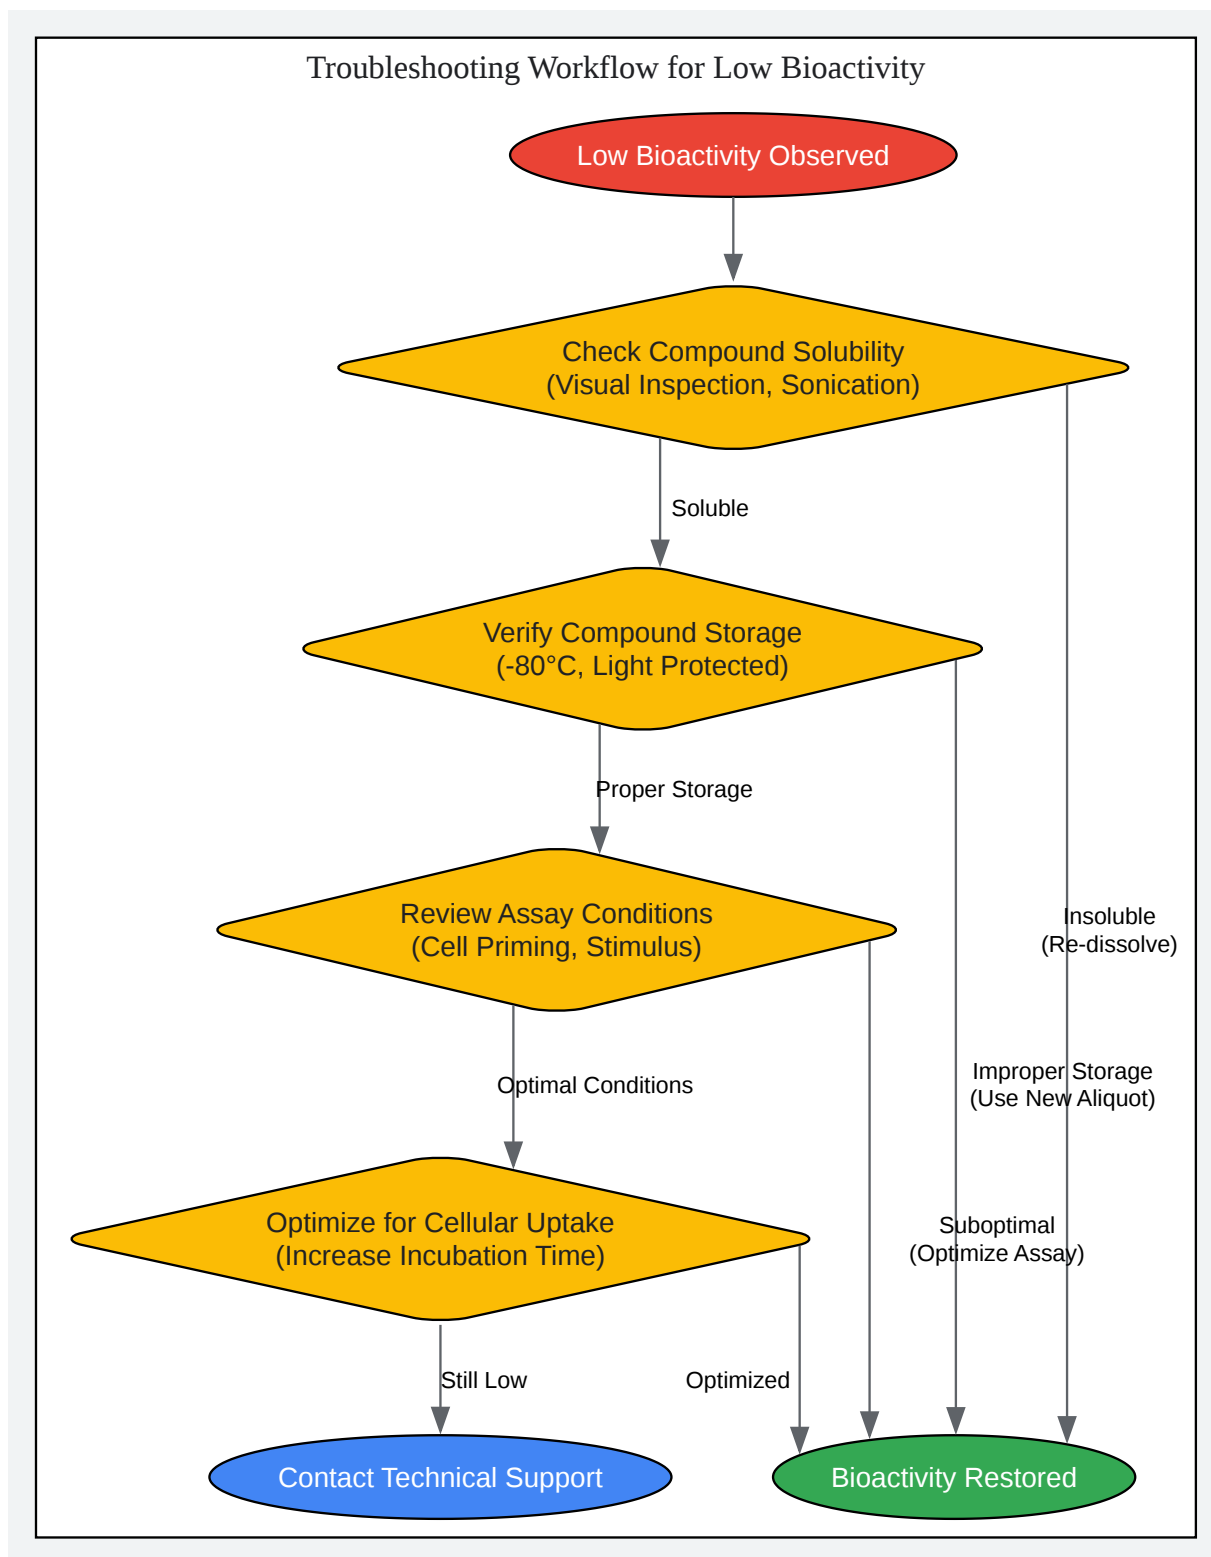 Troubleshooting Workflow for Low Bioactivity
Low Bioactivity Observed
Check Compound Solubility
(Visual Inspection, Sonication)
Soluble
Verify Compound Storage
(-80°C, Light Protected)
Proper Storage
Review Assay Conditions
(Cell Priming, Stimulus)
Insoluble
(Re-dissolve)
Optimal Conditions
Improper Storage
(Use New Aliquot)
Optimize for Cellular Uptake
(Increase Incubation Time)
Suboptimal
(Optimize Assay)
Still Low
Optimized
Contact Technical Support
Bioactivity Restored